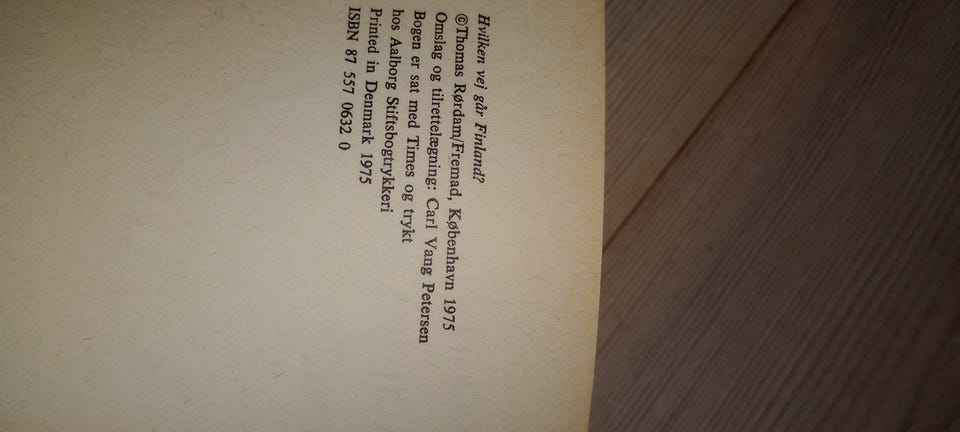 Hvilken vej går Finland?
©Thomas Rørdam/Fremad, København 1975
Omslag og tilrettelægning: Carl Vang Petersen
Bogen er sat med Times og trykt
hos Aalborg Stiftsbogtrykkeri
Printed in Denmark 1975
ISBN 87 557 0632 0